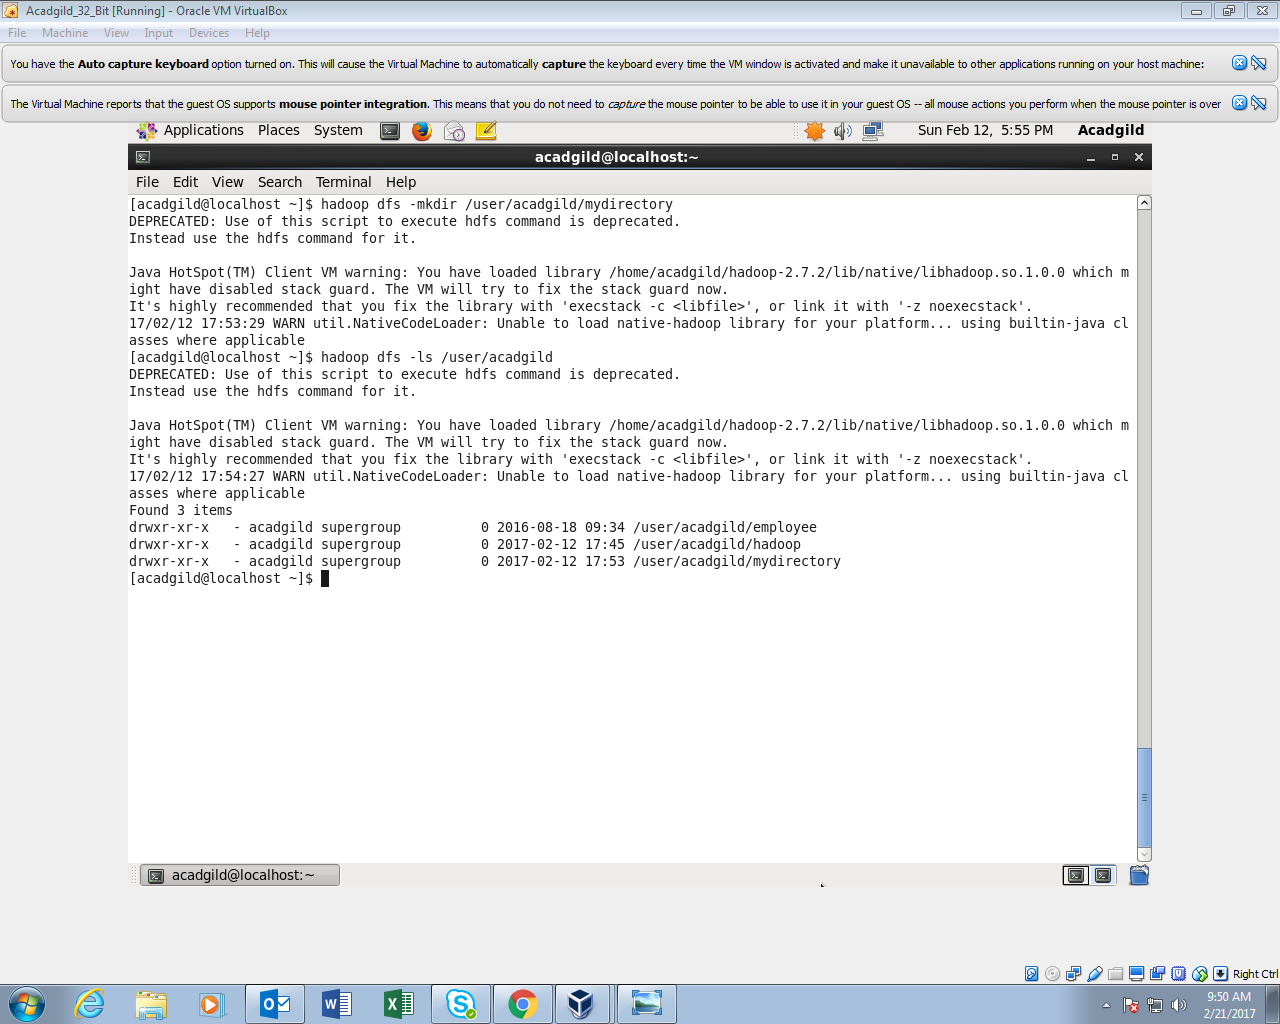 Acadgild_32_Bit [Running] - Oracle VM VirtualBox
File Machine View Input Devices Help
You have the Auto capture keyboard option turned on. This will cause the Virtual Machine to automatically capture the keyboard every time the VM window is activated and make it unavailable to other applications running on your host machine:
The Virtual Machine reports that the guest OS supports mouse pointer integration. This means that you do not need to capture the mouse pointer to be able to use it in your guest OS -- all mouse actions you perform when the mouse pointer is over
Applications Places System Sun Feb 12, 5:55 PM Acadgild
acadgild@localhost:~
File Edit View Search Terminal Help
[acadgild@localhost ~]$ hadoop dfs -mkdir /user/acadgild/mydirectory
DEPRECATED: Use of this script to execute hdfs command is deprecated.
Instead use the hdfs command for it.
Java HotSpot(TM) Client VM warning: You have loaded library /home/acadgild/hadoop-2.7.2/lib/native/libhadoop.so.1.0.0 which m
ight have disabled stack guard. The VM will try to fix the stack guard now.
It's highly recommended that you fix the library with 'execstack -c <libfile>', or link it with '-z noexecstack'.
17/02/12 17:53:29 WARN util.NativeCodeLoader: Unable to load native-hadoop library for your platform... using builtin-java cl
asses where applicable
[acadgild@localhost ~]$ hadoop dfs -ls /user/acadgild
DEPRECATED: Use of this script to execute hdfs command is deprecated.
Instead use the hdfs command for it.
Java HotSpot(TM) Client VM warning: You have loaded library /home/acadgild/hadoop-2.7.2/lib/native/libhadoop.so.1.0.0 which m
ight have disabled stack guard. The VM will try to fix the stack guard now.
It's highly recommended that you fix the library with 'execstack -c <libfile>', or link it with '-z noexecstack'.
17/02/12 17:54:27 WARN util.NativeCodeLoader: Unable to load native-hadoop library for your platform... using builtin-java cl
asses where applicable
Found 3 items
drwxr-xr-x   - acadgild supergroup          0 2016-08-18 09:34 /user/acadgild/employee
drwxr-xr-x   - acadgild supergroup          0 2017-02-12 17:45 /user/acadgild/hadoop
drwxr-xr-x   - acadgild supergroup          0 2017-02-12 17:53 /user/acadgild/mydirectory
[acadgild@localhost ~]$
acadgild@localhost:~
Right Ctrl
9:50 AM
2/21/2017